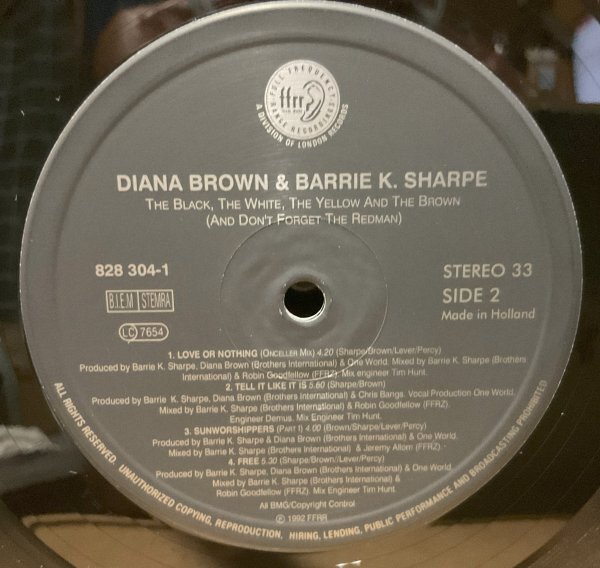 FULL FREQUENCY
ffrr
RANGE RECORDINGS
A DIVISION OF LONDON RECORDS
DIANA BROWN & BARRIE K. SHARPE
THE BLACK, THE WHITE, THE YELLOW AND THE BROWN
(AND DON'T FORGET THE REDMAN)
828 304-1
STEREO 33
B.I.E.M STEMRA
SIDE 2
LC 7654
Made in Holland
1. LOVE OR NOTHING (ONCELLER MIX) 4.20 (Sharpe/Brown/Lever/Percy)
Produced by Barrie K. Sharpe, Diana Brown (Brothers International) & One World. Mixed by Barrie K. Sharpe (Brothers
International) & Robin Goodfellow (FFRZ). Mix engineer Tim Hunt.
2. TELL IT LIKE IT IS 5.60 (Sharpe/Brown)
Produced by Barrie K. Sharpe, Diana Brown (Brothers International) & Chris Bangs. Vocal Production One World.
Mixed by Barrie K. Sharpe (Brothers International) & Robin Goodfellow (FFRZ).
Engineer Demus. Mix Engineer Tim Hunt.
3. SUNWORSHIPPERS (PART I) 4.00 (Brown/Sharpe/Lever/Percy)
Produced by Barrie K. Sharpe & Diana Brown (Brothers International) & One World.
Mixed by Barrie K. Sharpe (Brothers International) & Jeremy Allom (FFRZ)
4. FREE 5.30 (Sharpe/Brown/Lever/Percy)
Produced by Barrie K. Sharpe, Diana Brown (Brothers International) & One World
Mixed by Barrie K. Sharpe (Brothers International) &
Robin Goodfellow (FFRZ). Mix Engineer Tim Hunt.
All BMG/Copyright Control
℗ 1992 FFRR
ALL RIGHTS RESERVED. UNAUTHORIZED COPYING, REPRODUCTION, HIRING, LENDING, PUBLIC PERFORMANCE AND BROADCASTING PROHIBITED